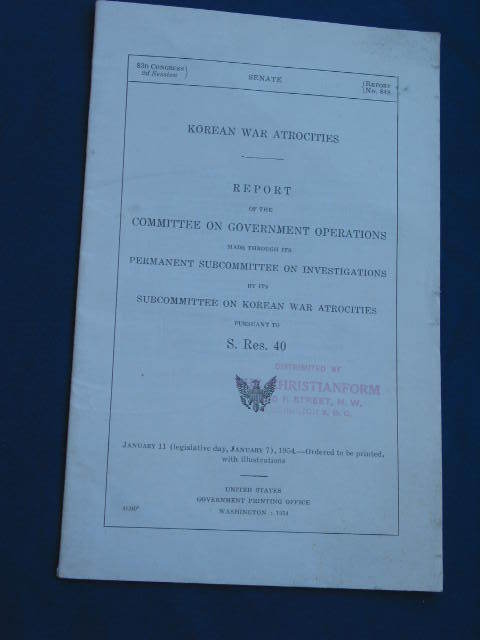 83d Congress
2d Session
SENATE
Report
No. 848
KOREAN WAR ATROCITIES
REPORT
OF THE
COMMITTEE ON GOVERNMENT OPERATIONS
MADE THROUGH ITS
PERMANENT SUBCOMMITTEE ON INVESTIGATIONS
BY ITS
SUBCOMMITTEE ON KOREAN WAR ATROCITIES
PURSUANT TO
S. Res. 40
DISTRIBUTED BY
HRISTIANFORM
STREET, N. W.
D. C.
January 11 (legislative day, January 7), 1954.—Ordered to be printed,
with illustrations
UNITED STATES
GOVERNMENT PRINTING OFFICE
WASHINGTON : 1954